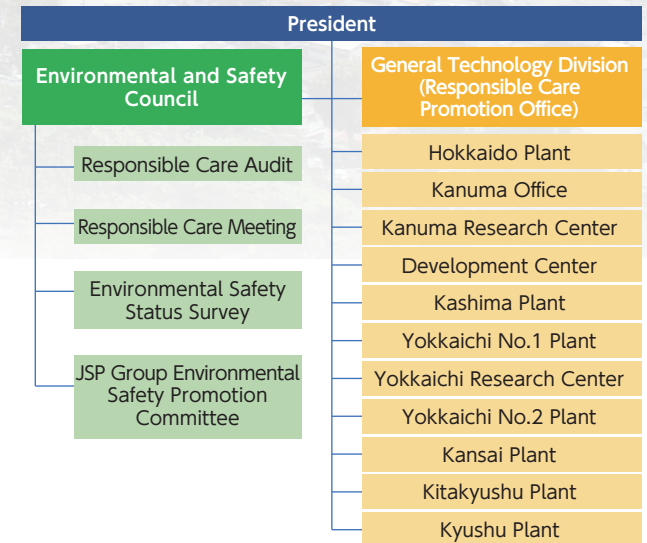 President
Environmental and Safety
Council
Responsible Care Audit
Responsible Care Meeting
Environmental Safety
Status Survey
JSP Group Environmental
Safety Promotion
Committee
General Technology Division
(Responsible Care
Promotion Office)
Hokkaido Plant
Kanuma Office
Kanuma Research Center
Development Center
Kashima Plant
Yokkaichi No.1 Plant
Yokkaichi Research Center
Yokkaichi No.2 Plant
Kansai Plant
Kitakyushu Plant
Kyushu Plant